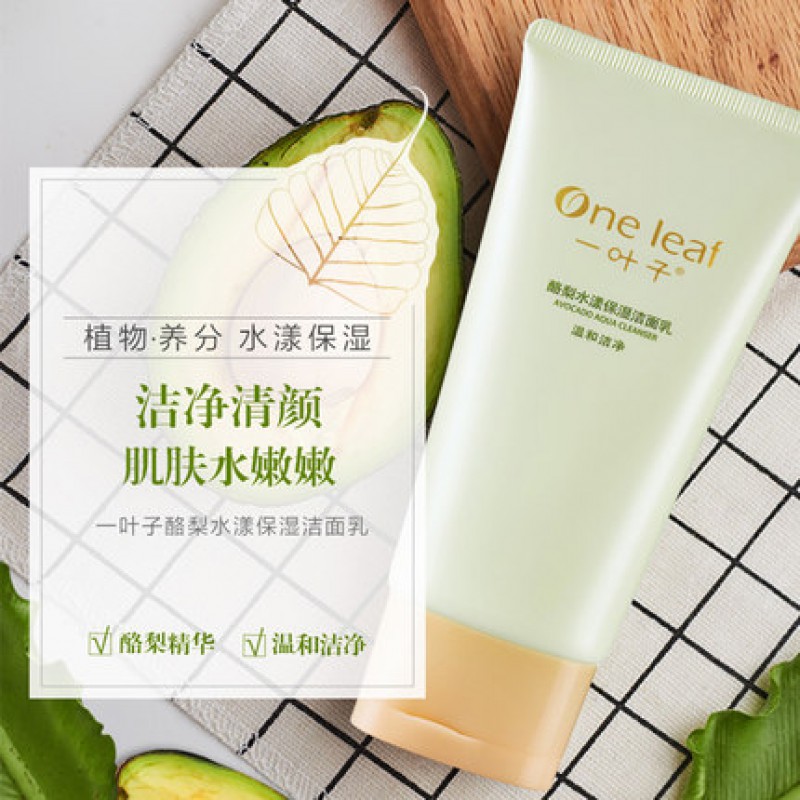 植物·养分 水漾保湿
洁净清颜
肌肤水嫩嫩
一叶子酪梨水漾保湿洁面乳
酪梨精华 温和洁净
One leaf
一叶子®
酪梨水漾保湿洁面乳
AVOCADO AQUA CLEANSER
温和洁净